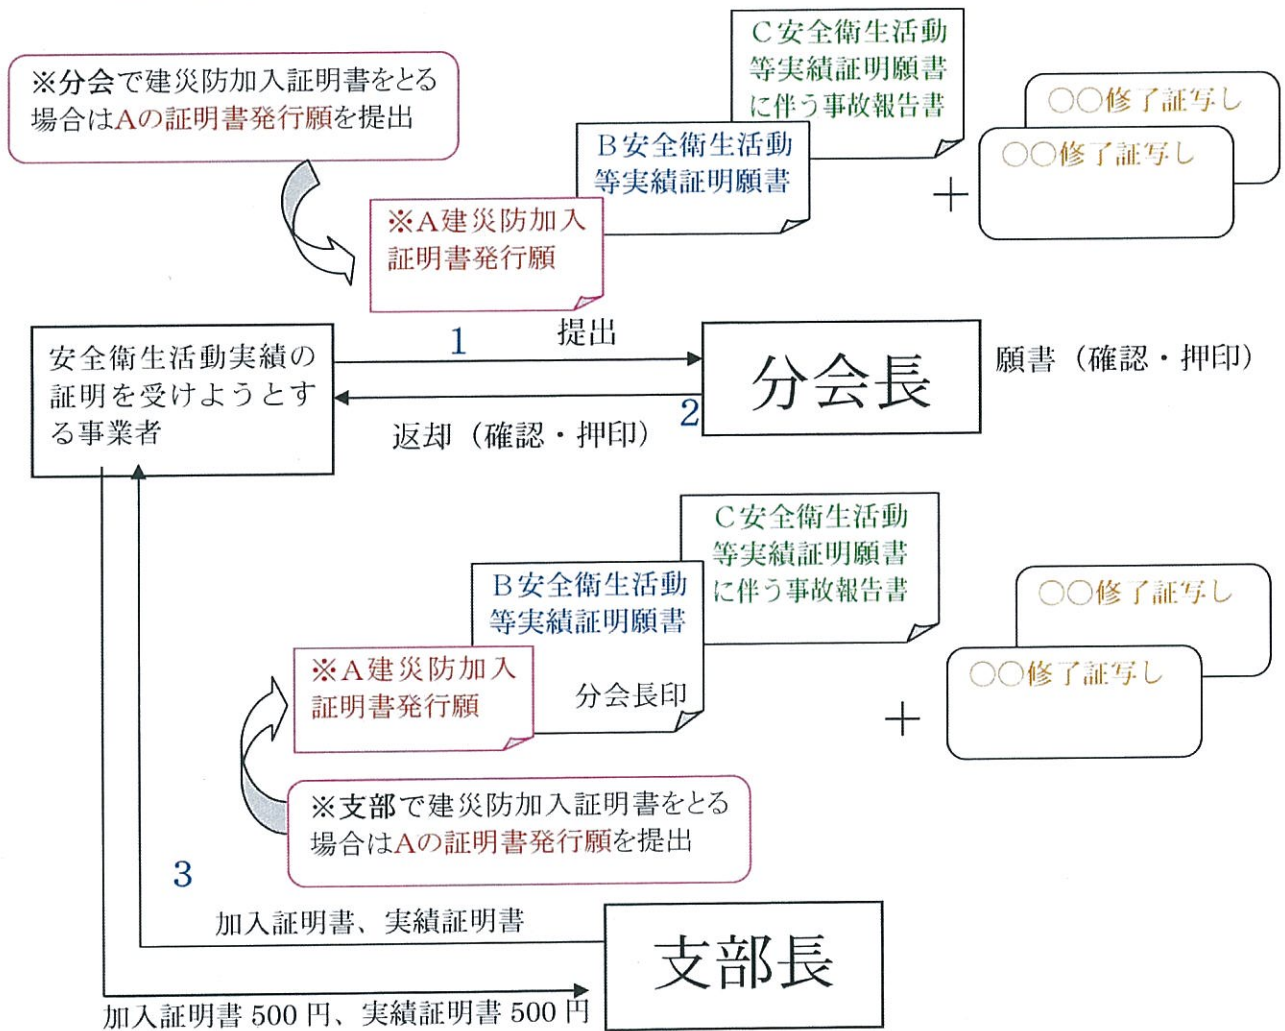 C安全衛生活動
等実績証明願書
に伴う事故報告書
※分会で建災防加入証明書をとる
場合はAの証明書発行願を提出
〇〇修了証写し
〇〇修了証写し
B安全衛生活動
等実績証明願書
+
※A建災防加入
証明書発行願
1
提出
安全衛生活動実績の
証明を受けようとす
る事業者
分会長
願書（確認・押印）
2
返却（確認・押印）
C安全衛生活動
等実績証明願書
に伴う事故報告書
B安全衛生活動
等実績証明願書
分会長印
〇〇修了証写し
〇〇修了証写し
※A建災防加入
証明書発行願
+
※支部で建災防加入証明書をとる
場合はAの証明書発行願を提出
3
加入証明書、実績証明書
支部長
加入証明書 500 円、実績証明書 500 円